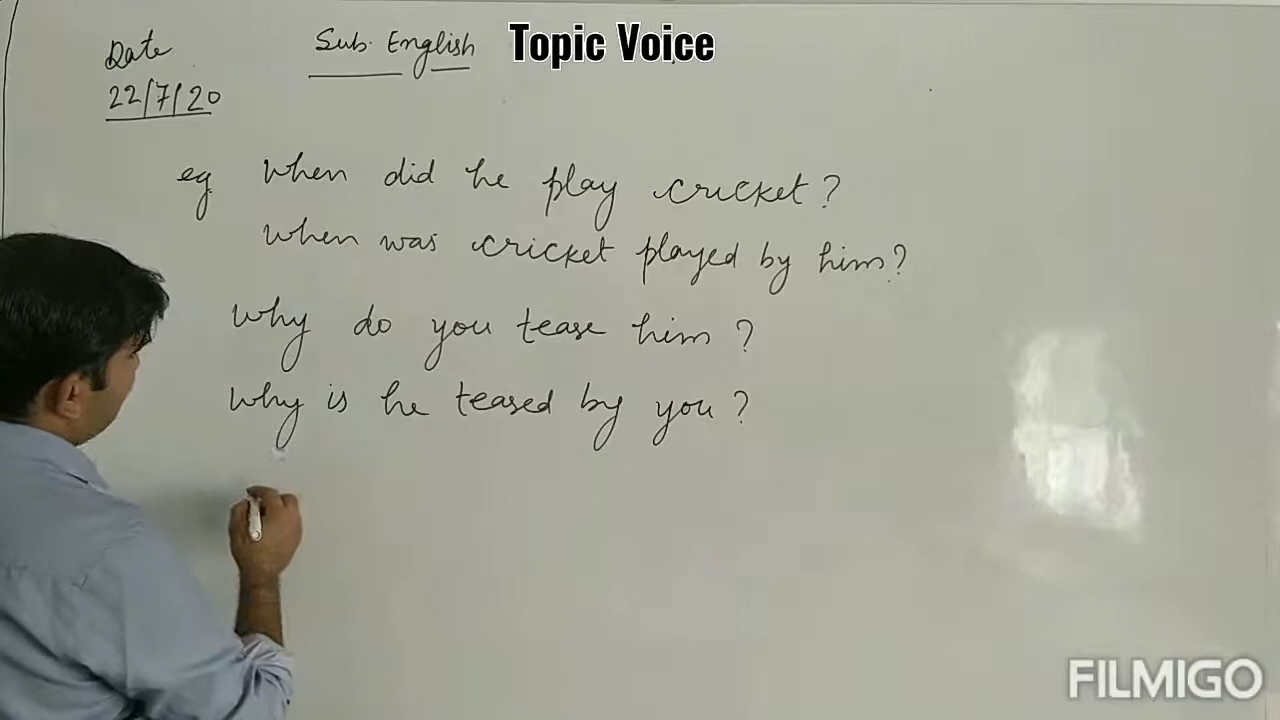 Date
22/7/20
Sub. English
Topic Voice
eg When did he play cricket?
When was cricket played by him?
Why do you tease him?
Why is he teased by you?
FILMIGO